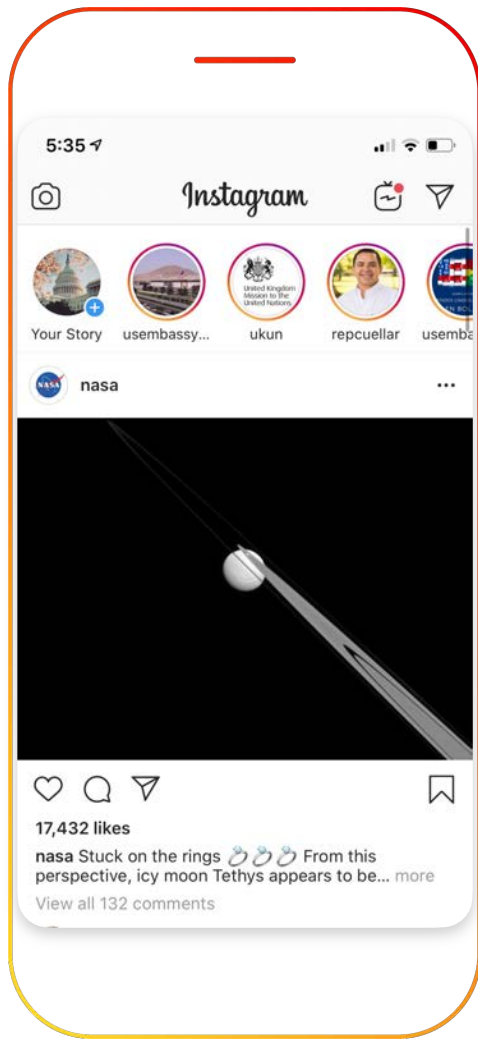 5:35
Instagram
United Kingdom
Mission to the
United Nations
Your Story
usembassy...
ukun
repcuellar
usemba
NASA
nasa
17,432 likes
nasa Stuck on the rings 💍💍💍 From this
perspective, icy moon Tethys appears to be... more
View all 132 comments